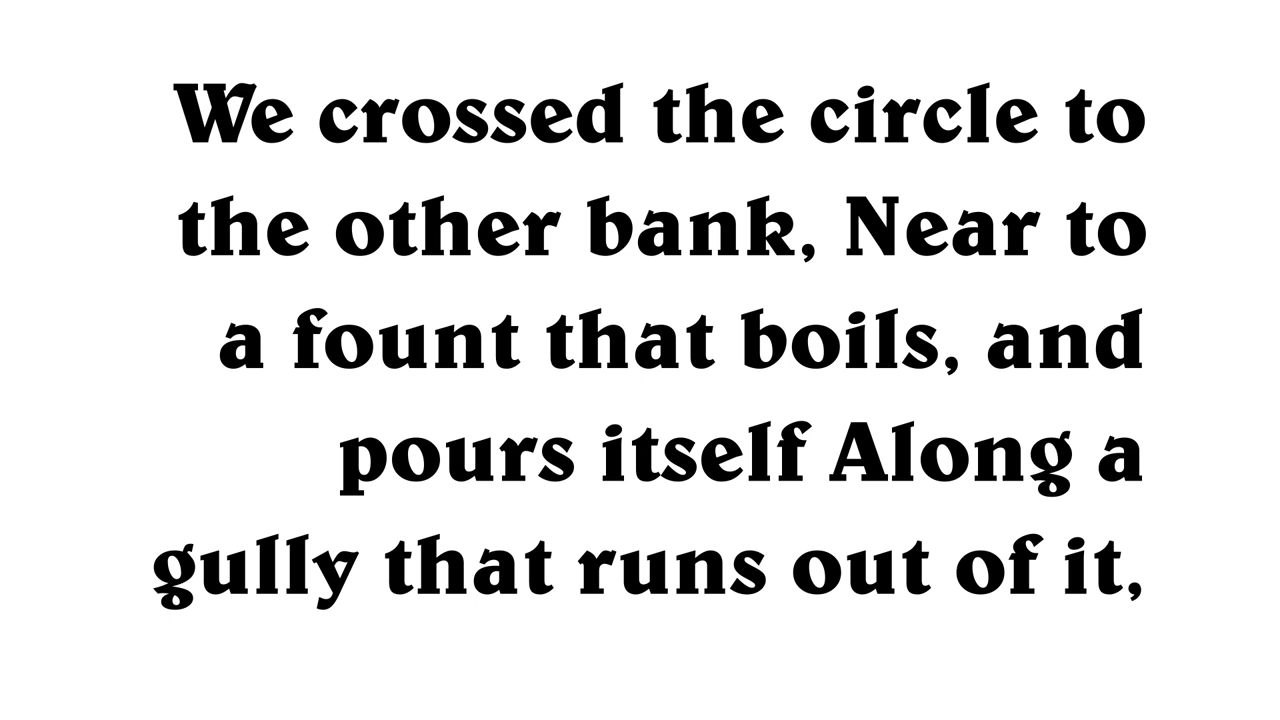 We crossed the circle to
the other bank, Near to
a fount that boils, and
pours itself Along a
gully that runs out of it,